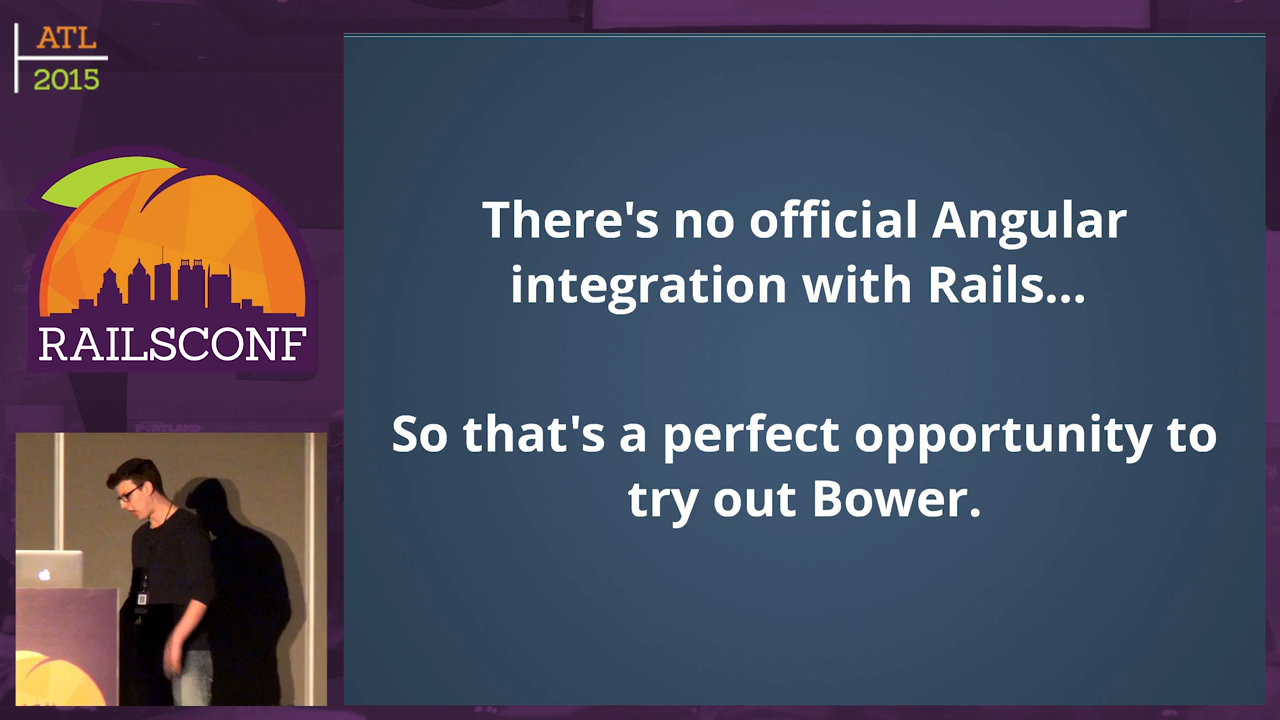 ATL
2015
RAILSCONF
There's no official Angular
integration with Rails...
So that's a perfect opportunity to
try out Bower.